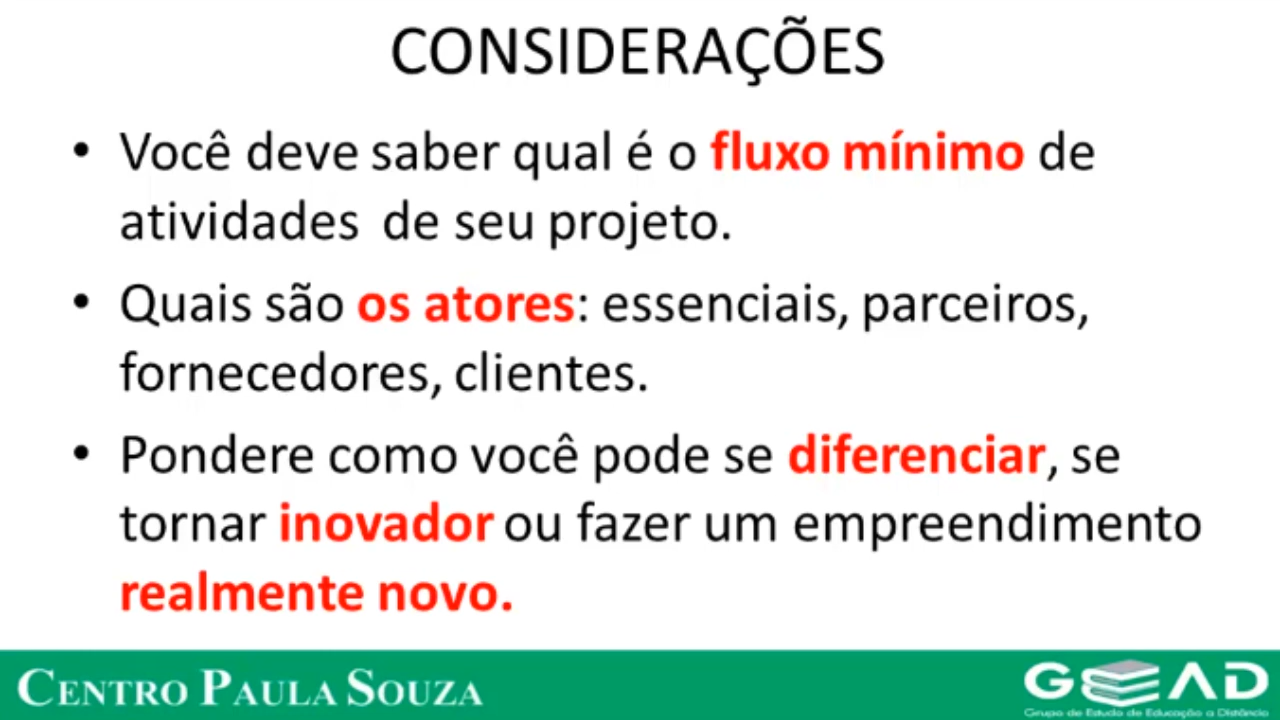 CONSIDERAÇÕES
• Você deve saber qual é o fluxo mínimo de
atividades de seu projeto.
• Quais são os atores: essenciais, parceiros,
fornecedores, clientes.
• Pondere como você pode se diferenciar, se
tornar inovador ou fazer um empreendimento
realmente novo.
CENTRO PAULA SOUZA
GEEAD
Grupo de Estudo de Educação a Distância